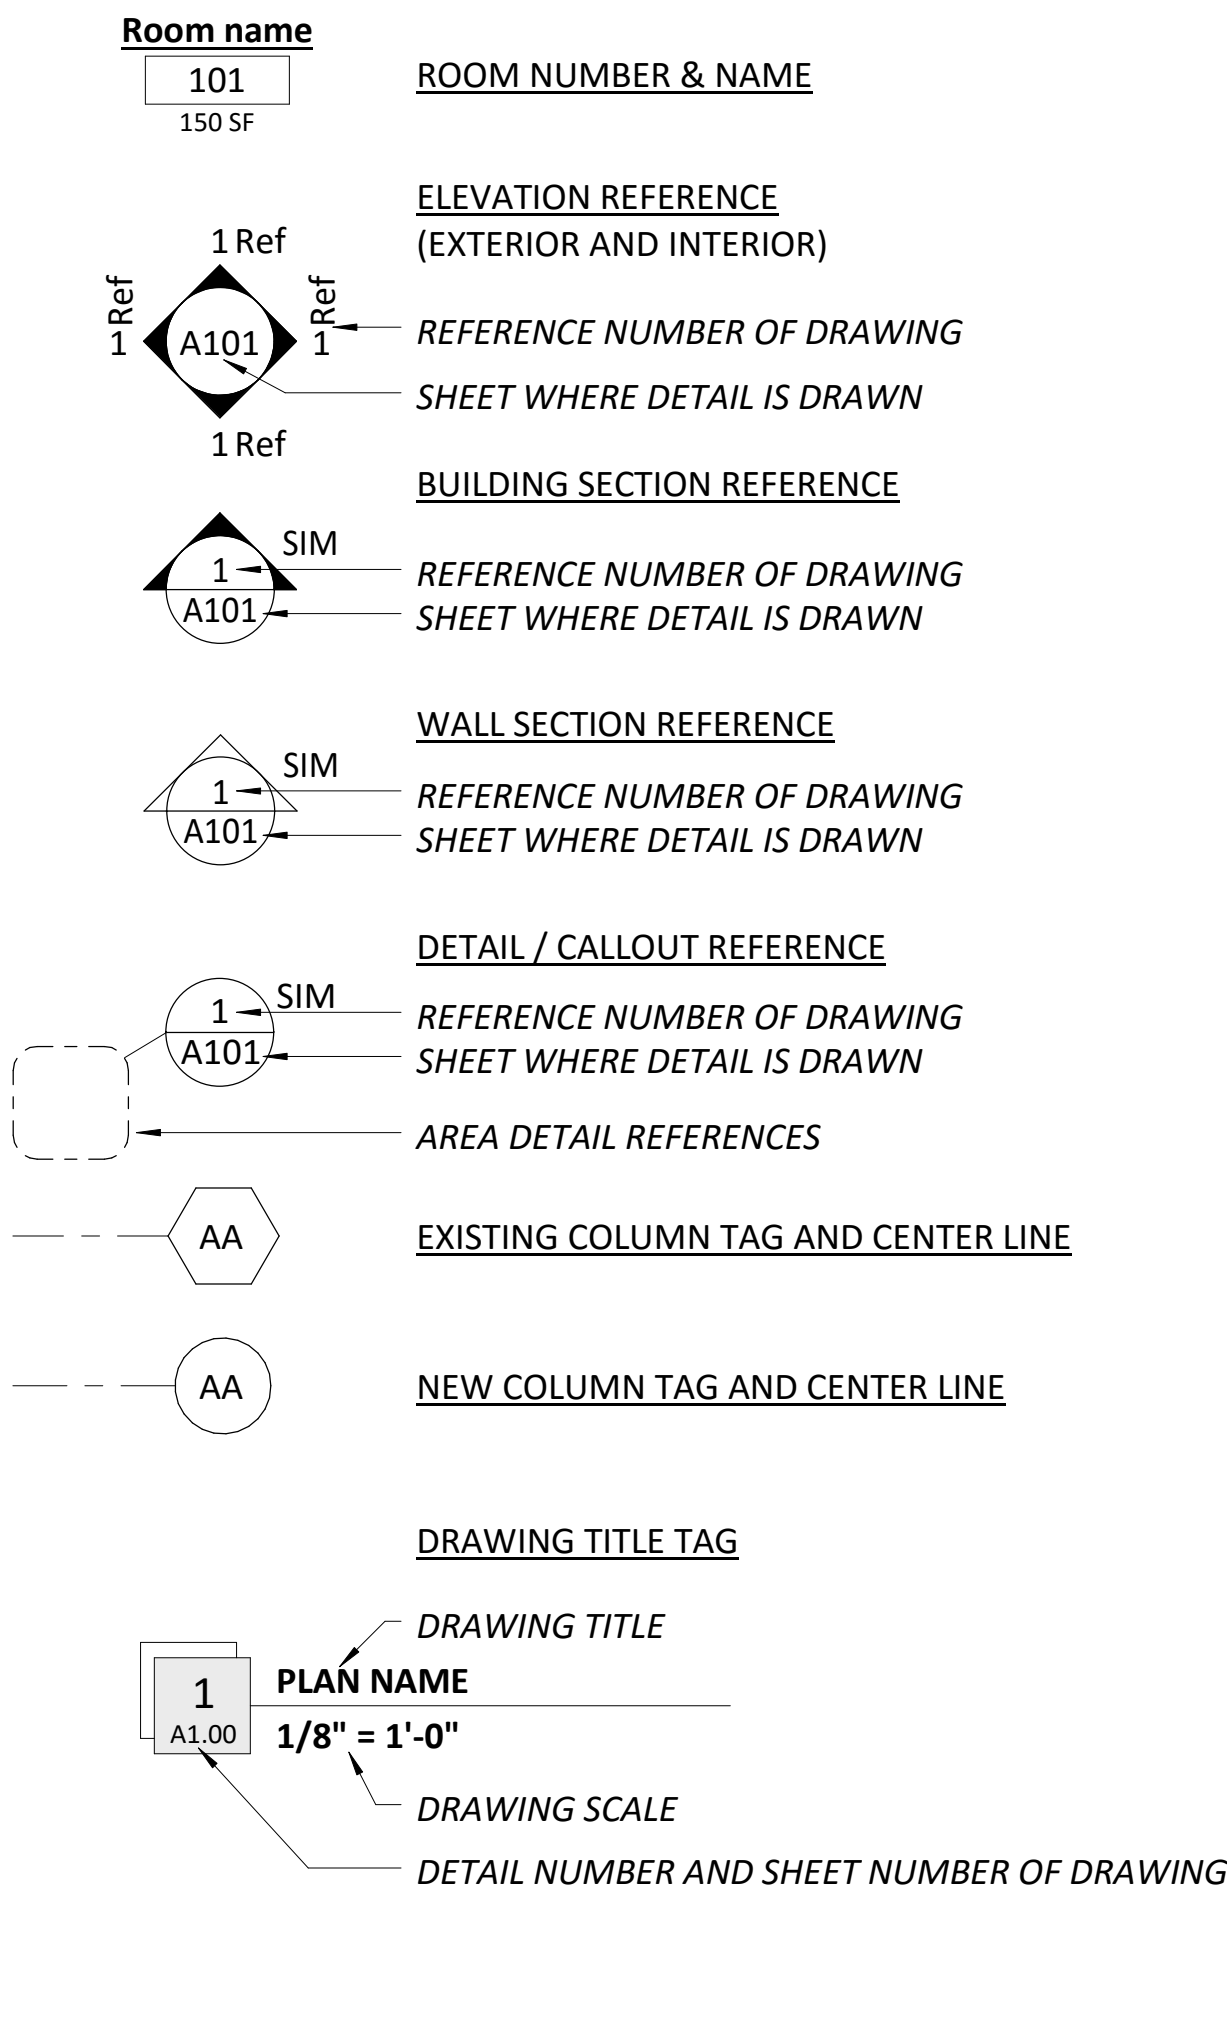 Room name
101
150 SF
ROOM NUMBER & NAME
ELEVATION REFERENCE
(EXTERIOR AND INTERIOR)
1 Ref
1 Ref
A101
1 Ref
1 Ref
REFERENCE NUMBER OF DRAWING
SHEET WHERE DETAIL IS DRAWN
BUILDING SECTION REFERENCE
SIM
1
A101
REFERENCE NUMBER OF DRAWING
SHEET WHERE DETAIL IS DRAWN
WALL SECTION REFERENCE
SIM
1
A101
REFERENCE NUMBER OF DRAWING
SHEET WHERE DETAIL IS DRAWN
DETAIL / CALLOUT REFERENCE
SIM
1
A101
REFERENCE NUMBER OF DRAWING
SHEET WHERE DETAIL IS DRAWN
AREA DETAIL REFERENCES
AA
EXISTING COLUMN TAG AND CENTER LINE
AA
NEW COLUMN TAG AND CENTER LINE
DRAWING TITLE TAG
DRAWING TITLE
1
A1.00
PLAN NAME
1/8" = 1'-0"
DRAWING SCALE
DETAIL NUMBER AND SHEET NUMBER OF DRAWING